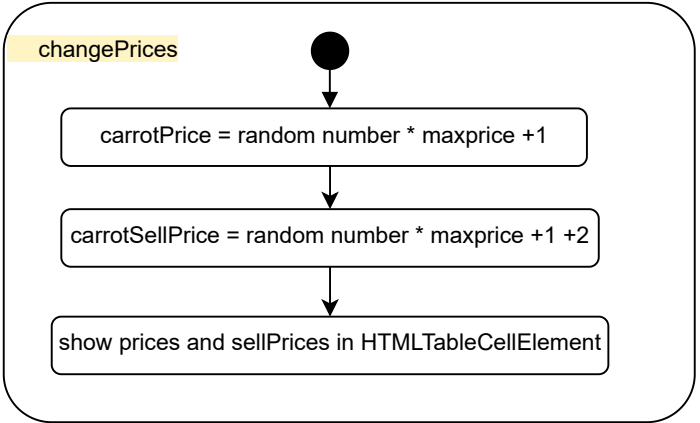 changePrices
carrotPrice = random number * maxprice +1
carrotSellPrice = random number * maxprice +1 +2
show prices and sellPrices in HTMLTableCellElement